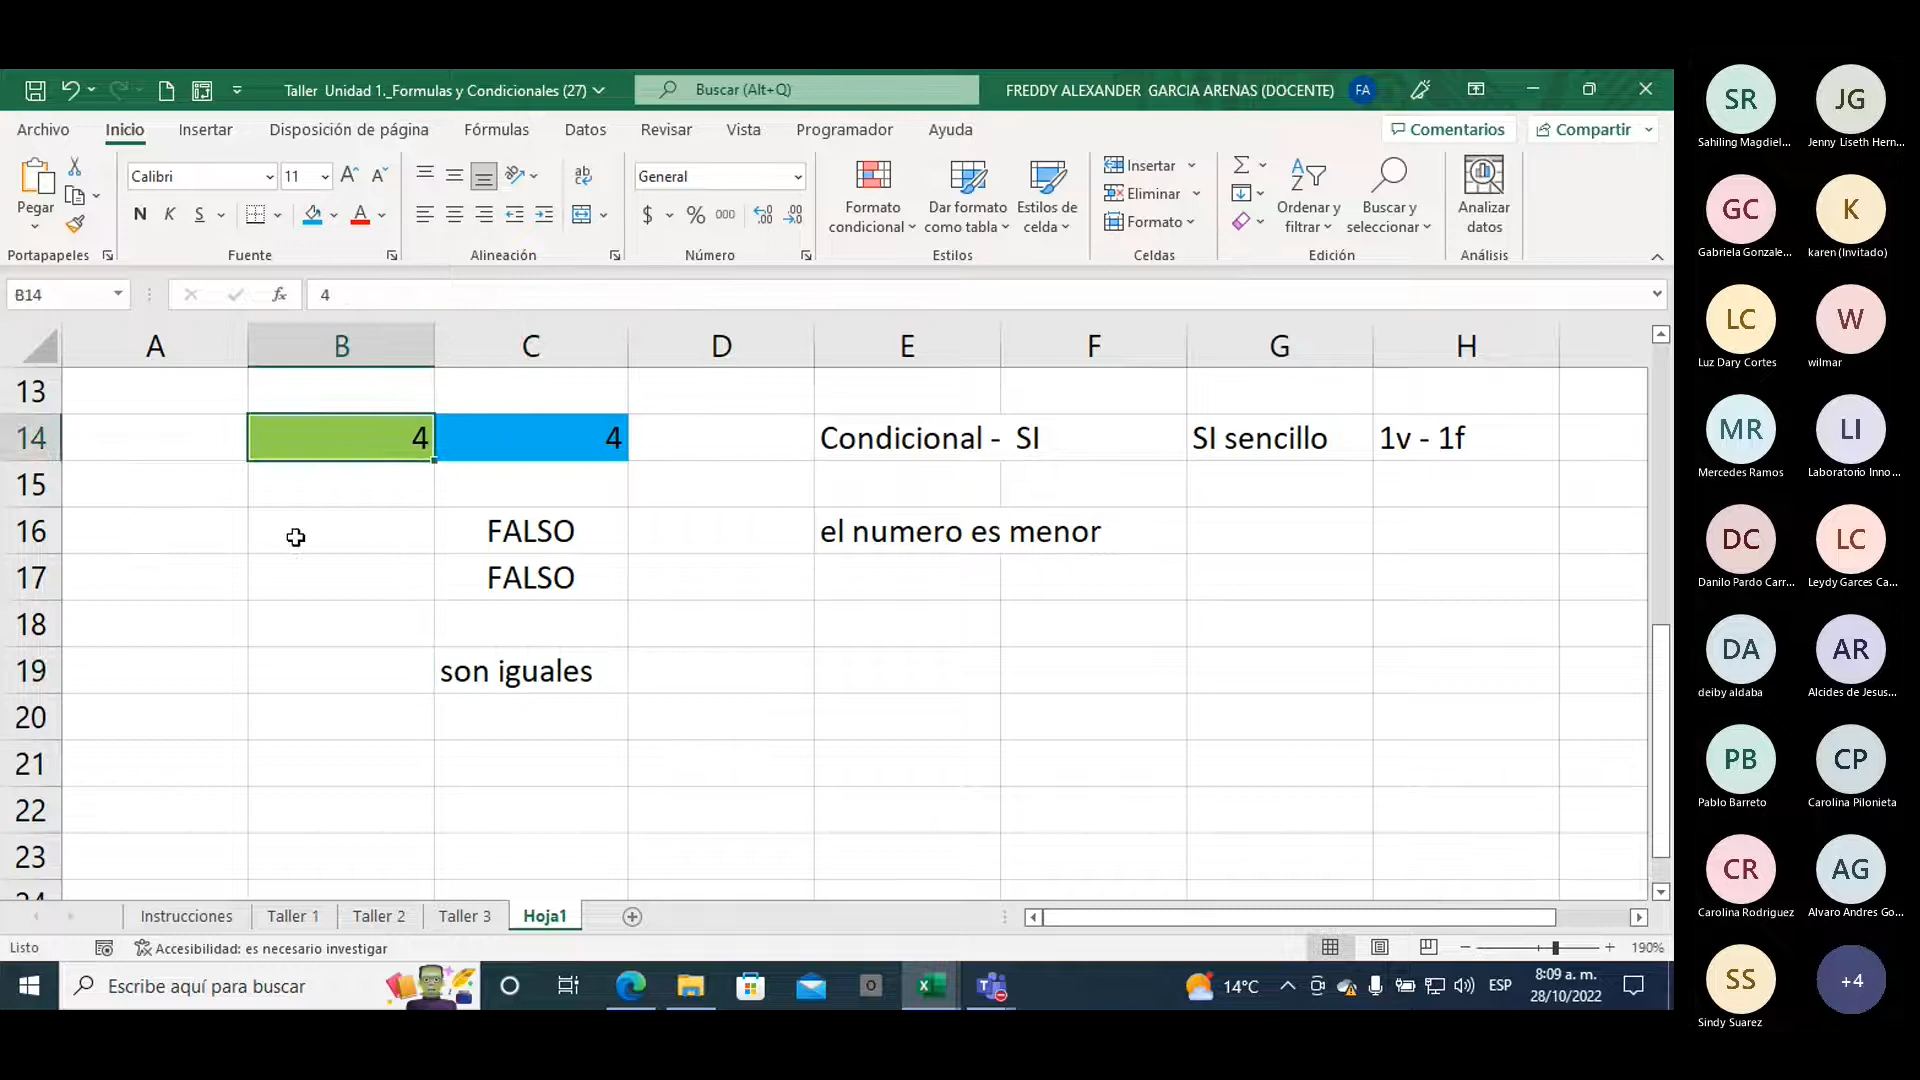 Taller Unidad 1._Formulas y Condicionales (27)
Buscar (Alt+Q)
FREDDY ALEXANDER GARCIA ARENAS (DOCENTE)
FA
Archivo Inicio Insertar Disposición de página Fórmulas Datos Revisar Vista Programador Ayuda
Comentarios Compartir
Pegar
Calibri 11
N K S
General
$ % 000
Formato condicional
Dar formato como tabla
Estilos de celda
Insertar
Eliminar
Formato
Ordenar y filtrar
Buscar y seleccionar
Analizar datos
Portapapeles Fuente Alineación Número Estilos Celdas Edición Análisis
B14 fx 4
A B C D E F G H
13
14 4 4 Condicional - SI SI sencillo 1v - 1f
15
16 FALSO el numero es menor
17 FALSO
18
19 son iguales
20
21
22
23
24
Instrucciones Taller 1 Taller 2 Taller 3 Hoja1
Listo Accesibilidad: es necesario investigar 190%
Escribe aquí para buscar
14°C ESP
8:09 a. m.
28/10/2022
SR JG
Sahiling Magdiel... Jenny Liseth Hern...
GC K
Gabriela Gonzale... karen (Invitado)
LC W
Luz Dary Cortes wilmar
MR LI
Mercedes Ramos Laboratorio Inno...
DC LC
Danilo Pardo Carr... Leydy Garces Ca...
DA AR
deiby aldaba Alcides de Jesus...
PB CP
Pablo Barreto Carolina Pilonieta
CR AG
Carolina Rodriguez Alvaro Andres Go...
SS +4
Sindy Suarez